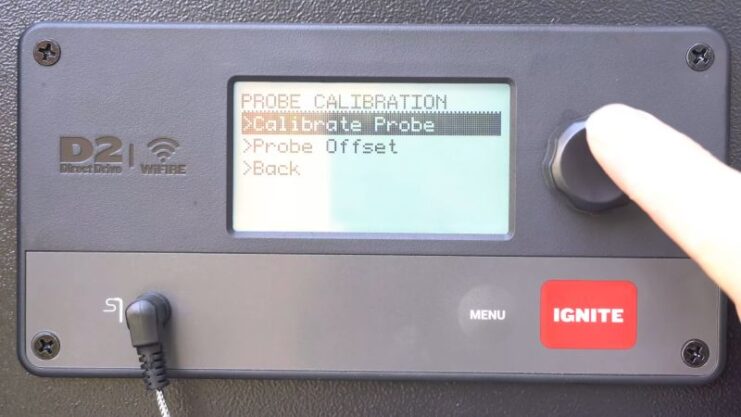 PROBE CALIBRATION
>Calibrate Probe
>Probe Offset
>Back
D2
Direct Drive
WiFIRE
MENU
IGNITE